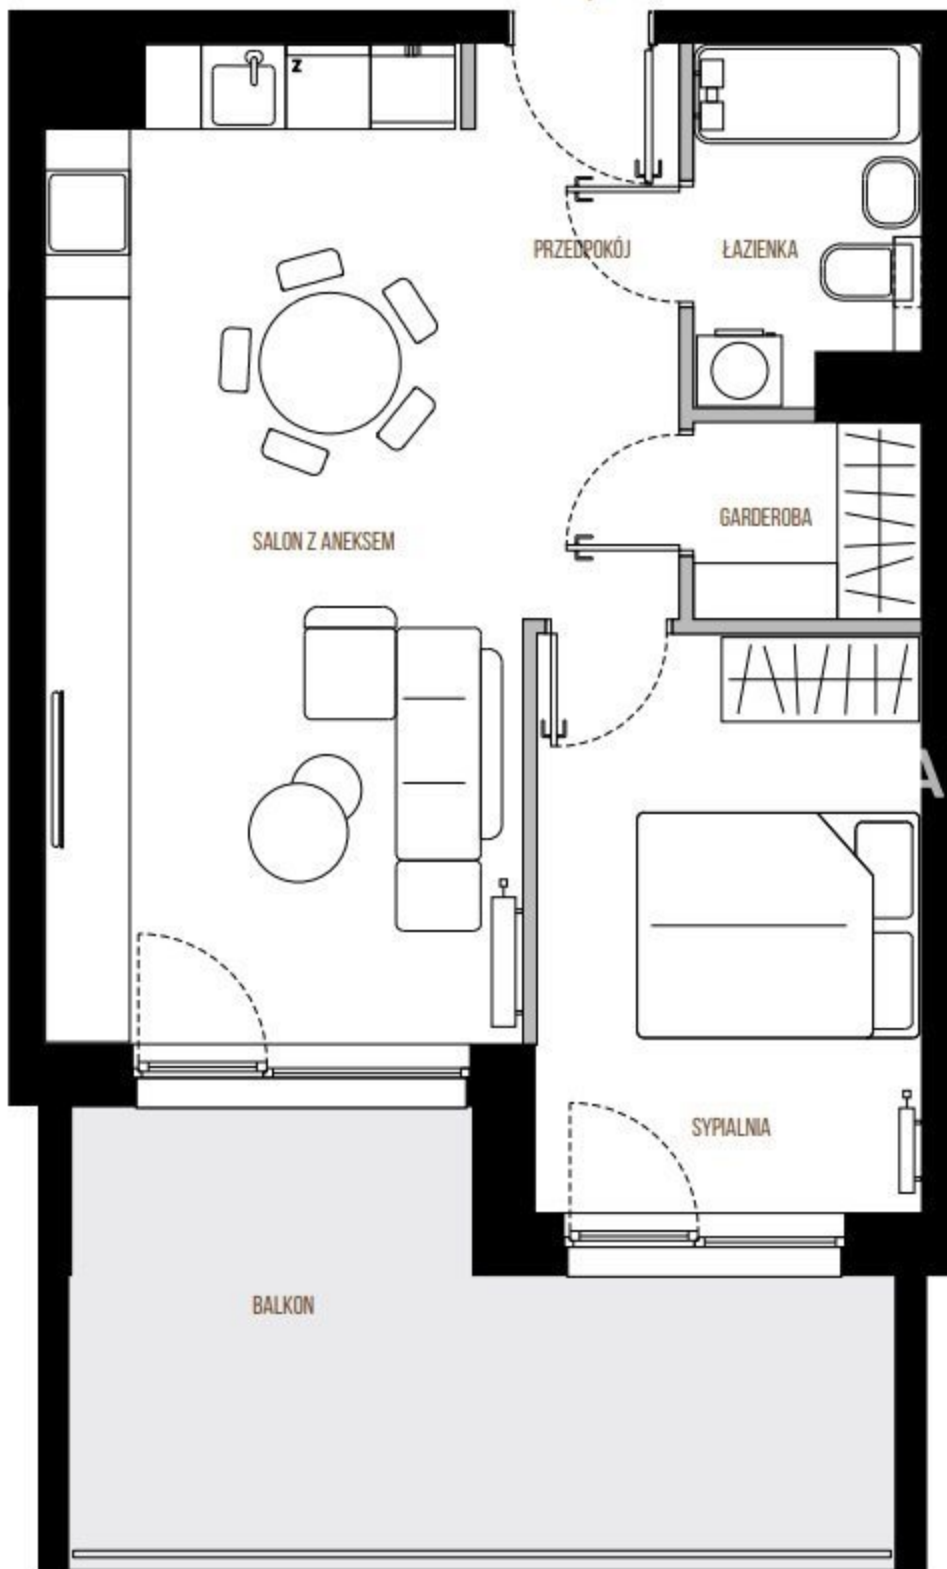 Z
PRZEDPOKÓJ
ŁAZIENKA
GARDEROBA
SALON Z ANEKSEM
A
SYPIALNIA
BALKON